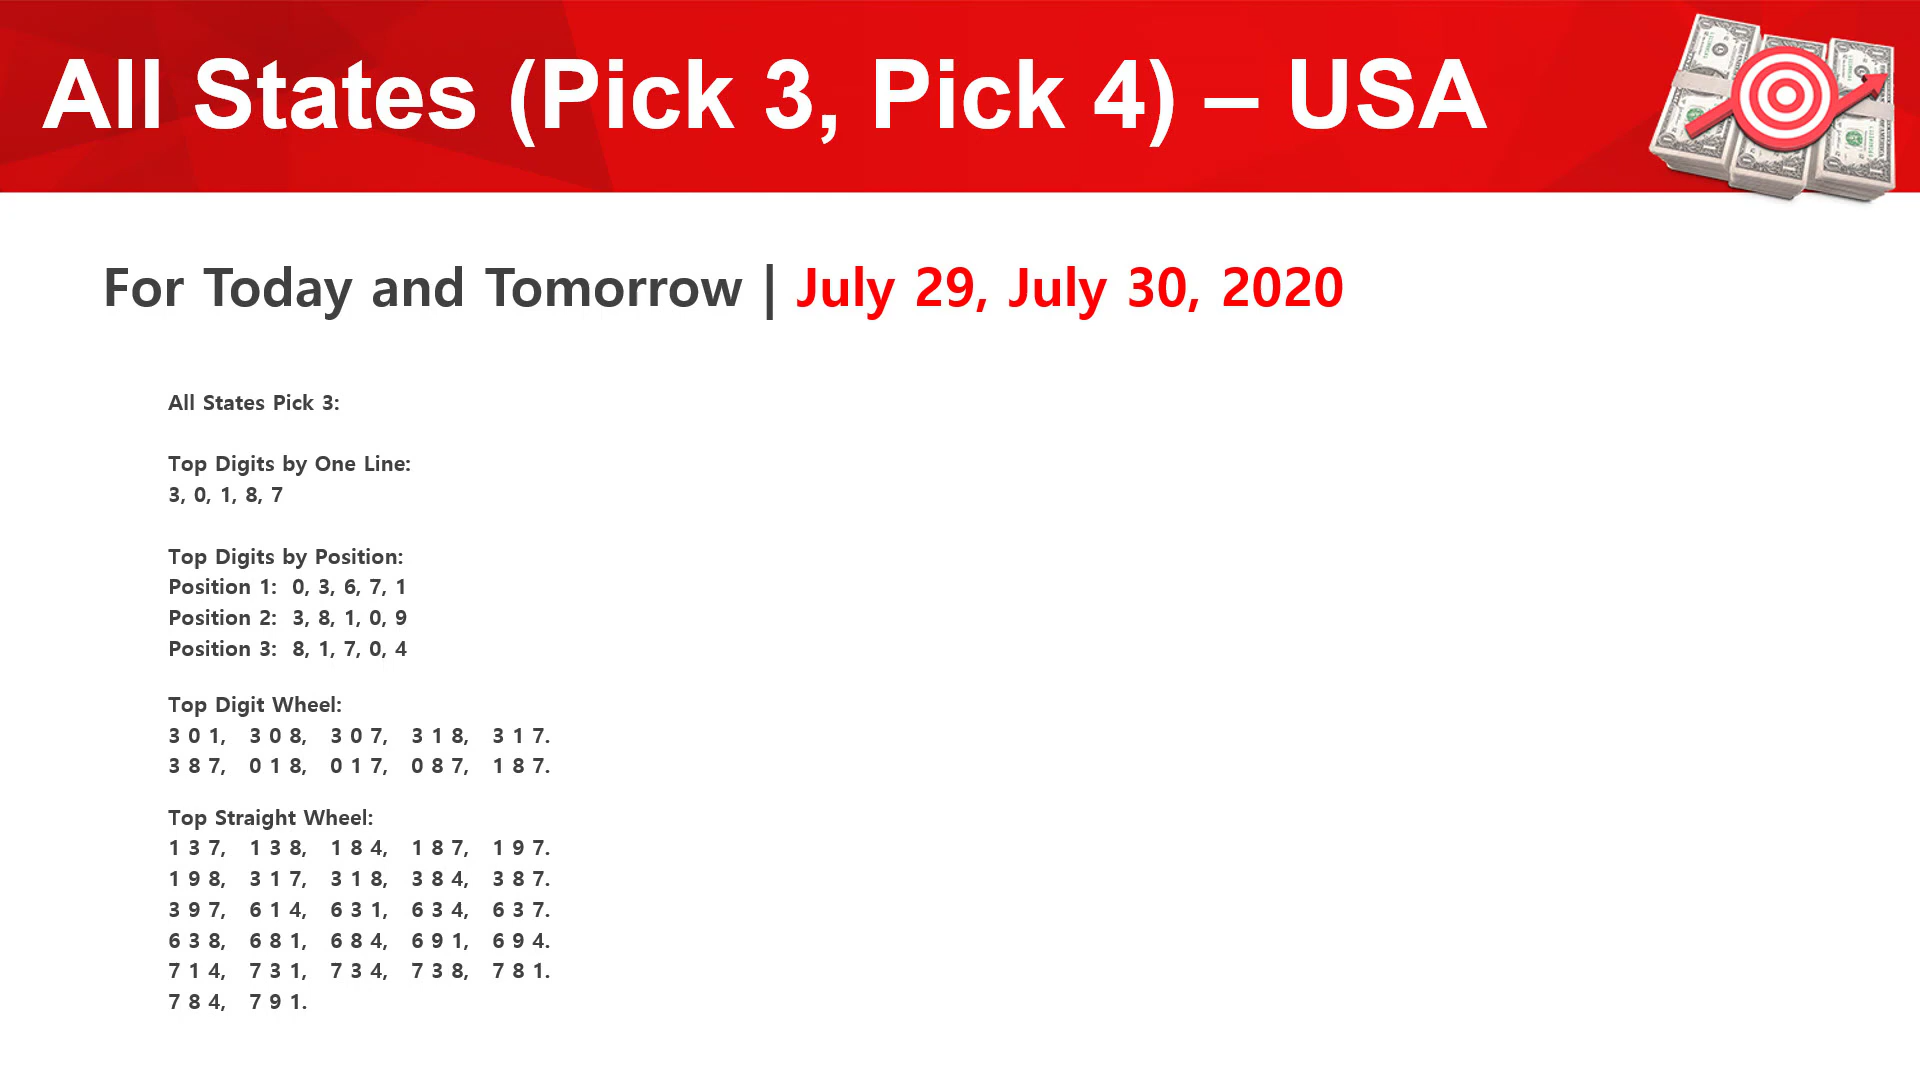 All States (Pick 3, Pick 4) – USA
For Today and Tomorrow | July 29, July 30, 2020
All States Pick 3:
Top Digits by One Line:
3, 0, 1, 8, 7
Top Digits by Position:
Position 1:  0, 3, 6, 7, 1
Position 2:  3, 8, 1, 0, 9
Position 3:  8, 1, 7, 0, 4
Top Digit Wheel:
3 0 1,   3 0 8,   3 0 7,   3 1 8,   3 1 7.
3 8 7,   0 1 8,   0 1 7,   0 8 7,   1 8 7.
Top Straight Wheel:
1 3 7,   1 3 8,   1 8 4,   1 8 7,   1 9 7.
1 9 8,   3 1 7,   3 1 8,   3 8 4,   3 8 7.
3 9 7,   6 1 4,   6 3 1,   6 3 4,   6 3 7.
6 3 8,   6 8 1,   6 8 4,   6 9 1,   6 9 4.
7 1 4,   7 3 1,   7 3 4,   7 3 8,   7 8 1.
7 8 4,   7 9 1.